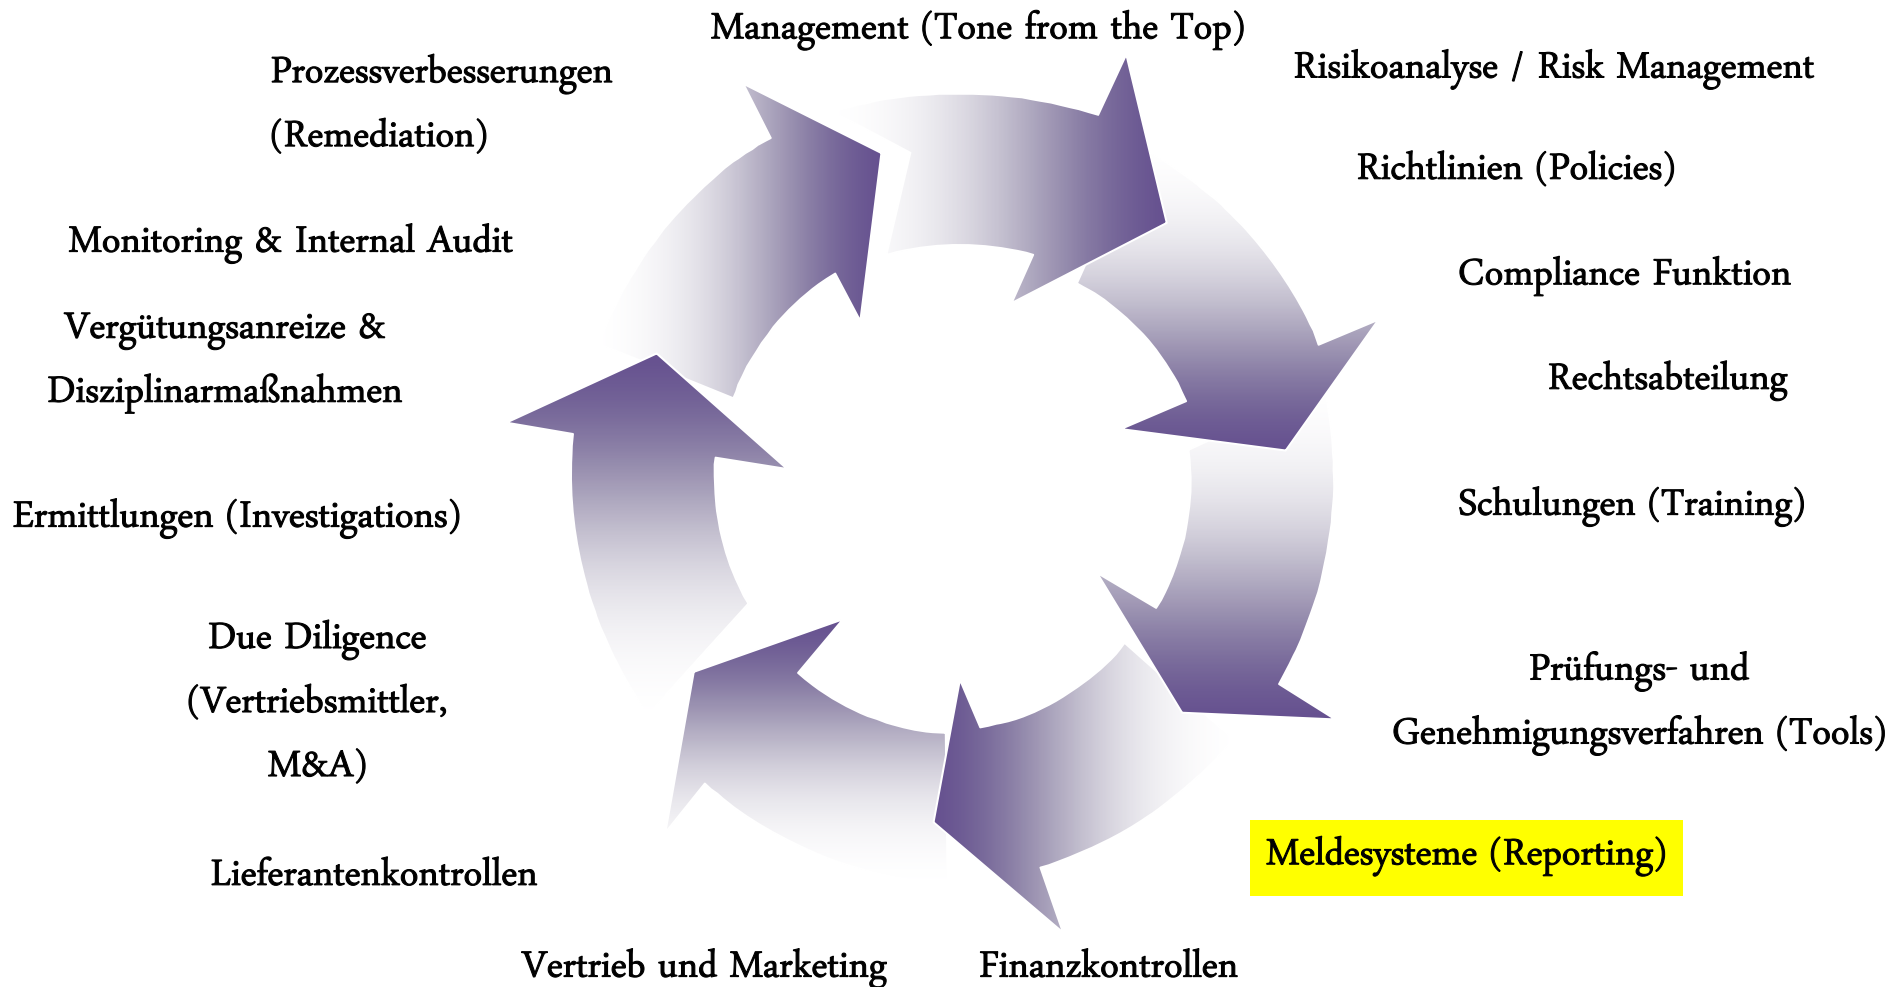 Management (Tone from the Top)
Risikoanalyse / Risk Management
Richtlinien (Policies)
Compliance Funktion
Rechtsabteilung
Schulungen (Training)
Prüfungs- und
Genehmigungsverfahren (Tools)
Meldesysteme (Reporting)
Finanzkontrollen
Vertrieb und Marketing
Lieferantenkontrollen
Due Diligence
(Vertriebsmittler,
M&A)
Ermittlungen (Investigations)
Vergütungsanreize &
Disziplinarmaßnahmen
Monitoring & Internal Audit
Prozessverbesserungen
(Remediation)